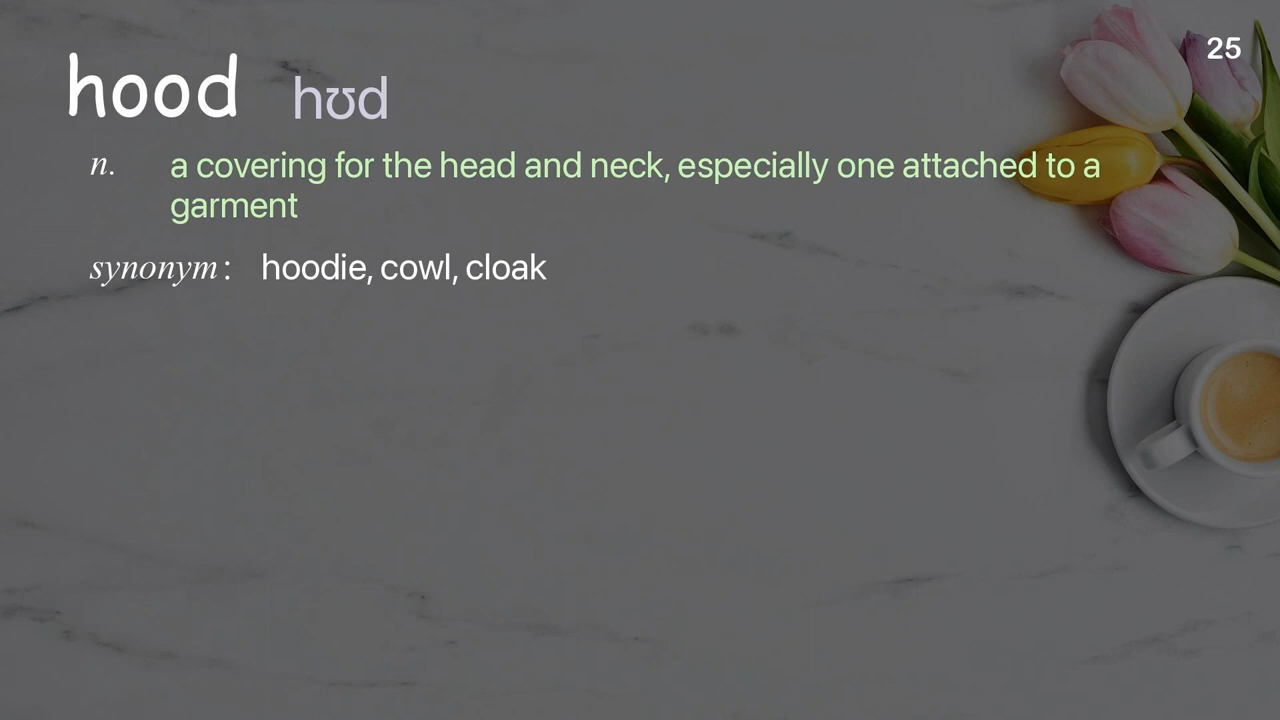 25
hood hʊd
n. a covering for the head and neck, especially one attached to a
garment
synonym: hoodie, cowl, cloak